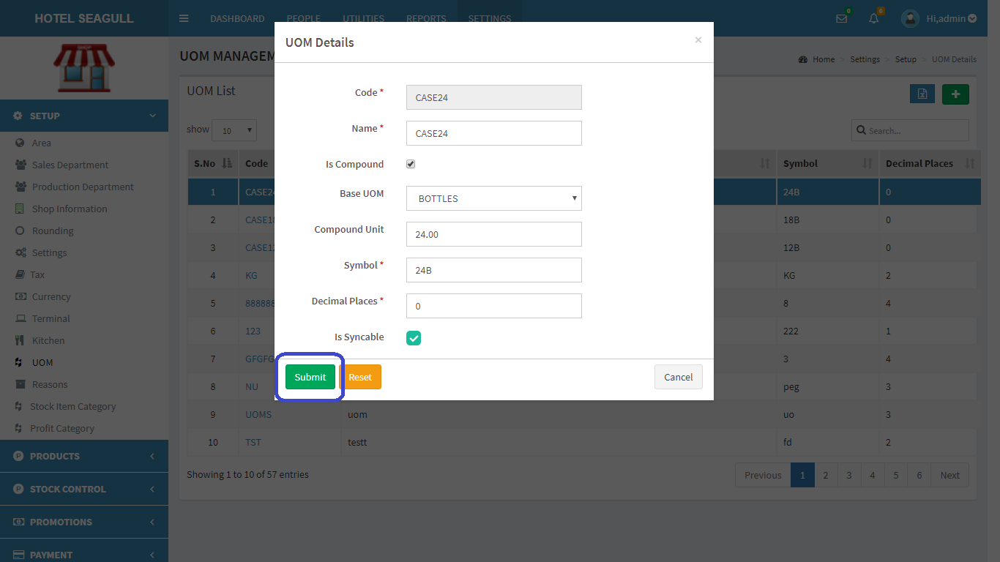 HOTEL SEAGULL
DASHBOARD PEOPLE UTILITIES REPORTS SETTINGS
0 0 Hi,admin
SHOP
UOM MANAGEM
Home > Settings > Setup > UOM Details
SETUP
Area
Sales Department
Production Department
Shop Information
Rounding
Settings
Tax
Currency
Terminal
Kitchen
UOM
Reasons
Stock Item Category
Profit Category
PRODUCTS
STOCK CONTROL
PROMOTIONS
PAYMENT
UOM List
show 10
Search...
S.No Code Symbol Decimal Places
1 CASE24 24B 0
2 CASE18 18B 0
3 CASE12 12B 0
4 KG KG 2
5 888888 8 4
6 123 222 1
7 GFGFG 3 4
8 NU peg 3
9 UOMS uom uo 3
10 TST testt fd 2
Showing 1 to 10 of 57 entries
Previous 1 2 3 4 5 6 Next
UOM Details ×
Code * CASE24
Name * CASE24
Is Compound
Base UOM BOTTLES
Compound Unit 24.00
Symbol * 24B
Decimal Places * 0
Is Syncable
Submit Reset Cancel